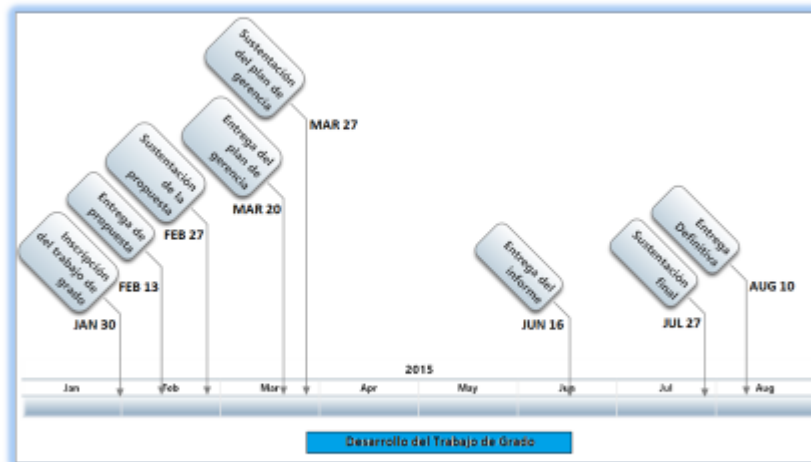 Sustentación
del plan de
gerencia
MAR 27
Entrega del
plan de
gerencia
MAR 20
Sustentación
de la
propuesta
FEB 27
Entrega de
propuesta
FEB 13
Inscripción
del trabajo de
grado
JAN 30
Entrega del
informe
JUN 16
Sustentación
final
JUL 27
Entrega
Definitica
AUG 10
2015
Jan Feb Mar Apr May Jun Jul Aug
Desarrollo del Trabajo de Grado